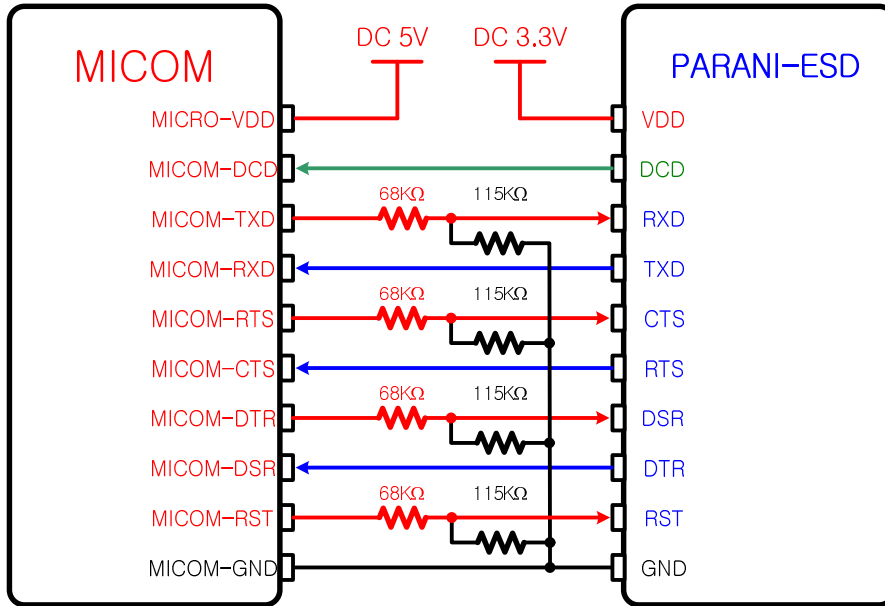 DC 5V
DC 3.3V
MICOM
PARANI-ESD
MICRO-VDD
VDD
MICOM-DCD
DCD
68KΩ
115KΩ
MICOM-TXD
RXD
MICOM-RXD
TXD
68KΩ
115KΩ
MICOM-RTS
CTS
MICOM-CTS
RTS
68KΩ
115KΩ
MICOM-DTR
DSR
MICOM-DSR
DTR
68KΩ
115KΩ
MICOM-RST
RST
MICOM-GND
GND